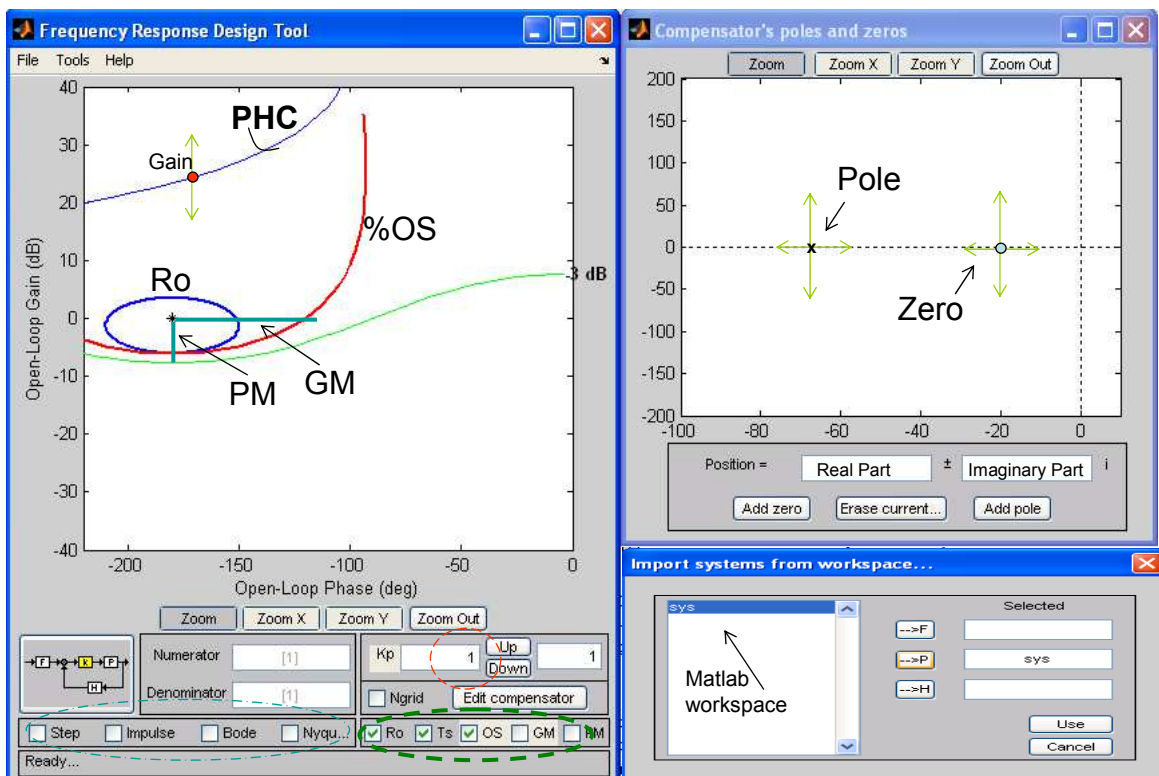 Frequency Response Design Tool
File Tools Help
40
30
20
10
0
-10
-20
-30
-40
Open-Loop Gain (dB)
PHC
Gain
%OS
Ro
-3 dB
PM
GM
-200
-150
-100
-50
0
Open-Loop Phase (deg)
Zoom Zoom X Zoom Y Zoom Out
F k P
H
Numerator [1]
Denominator [1]
Kp 1 Up 1
Down
Ngrid Edit compensator
Step Impulse Bode Nyqu... Ro Ts OS GM
Ready...
Compensator's poles and zeros
Zoom Zoom X Zoom Y Zoom Out
200
150
100
50
0
-50
-100
-150
-200
Pole
x
Zero
-100
-80
-60
-40
-20
0
Position = Real Part ± Imaginary Part i
Add zero Erase current... Add pole
Import systems from workspace...
sys
Matlab
workspace
Selected
-->F
-->P sys
-->H
Use
Cancel